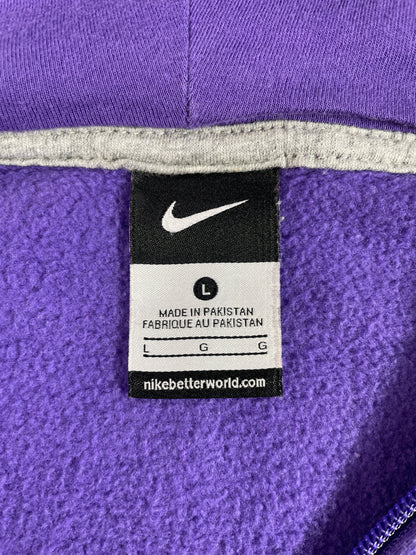 L
MADE IN PAKISTAN
FABRIQUE AU PAKISTAN
L G G
nikebetterworld.com